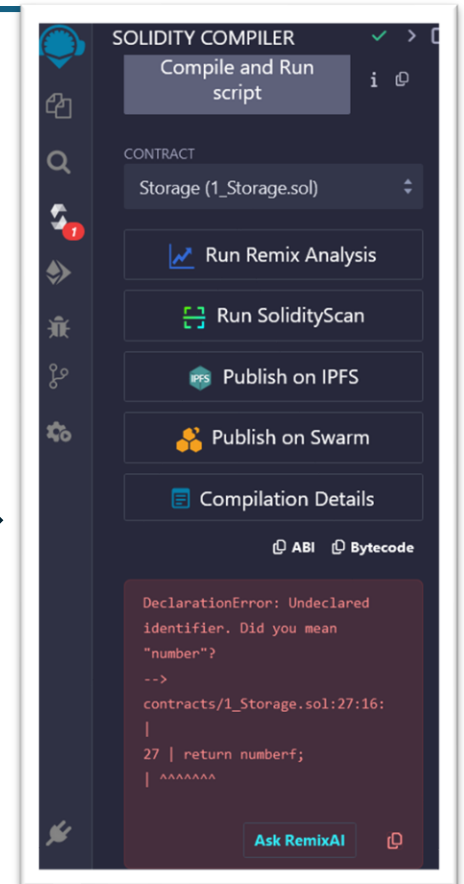 SOLIDITY COMPILER
Compile and Run
script
i
CONTRACT
Storage (1_Storage.sol)
1
Run Remix Analysis
Run SolidityScan
IPFS
Publish on IPFS
Publish on Swarm
Compilation Details
ABI Bytecode
DeclarationError: Undeclared
identifier. Did you mean
"number"?
-->
contracts/1_Storage.sol:27:16:
|
27 | return numberf;
| ^^^^^^^
Ask RemixAI